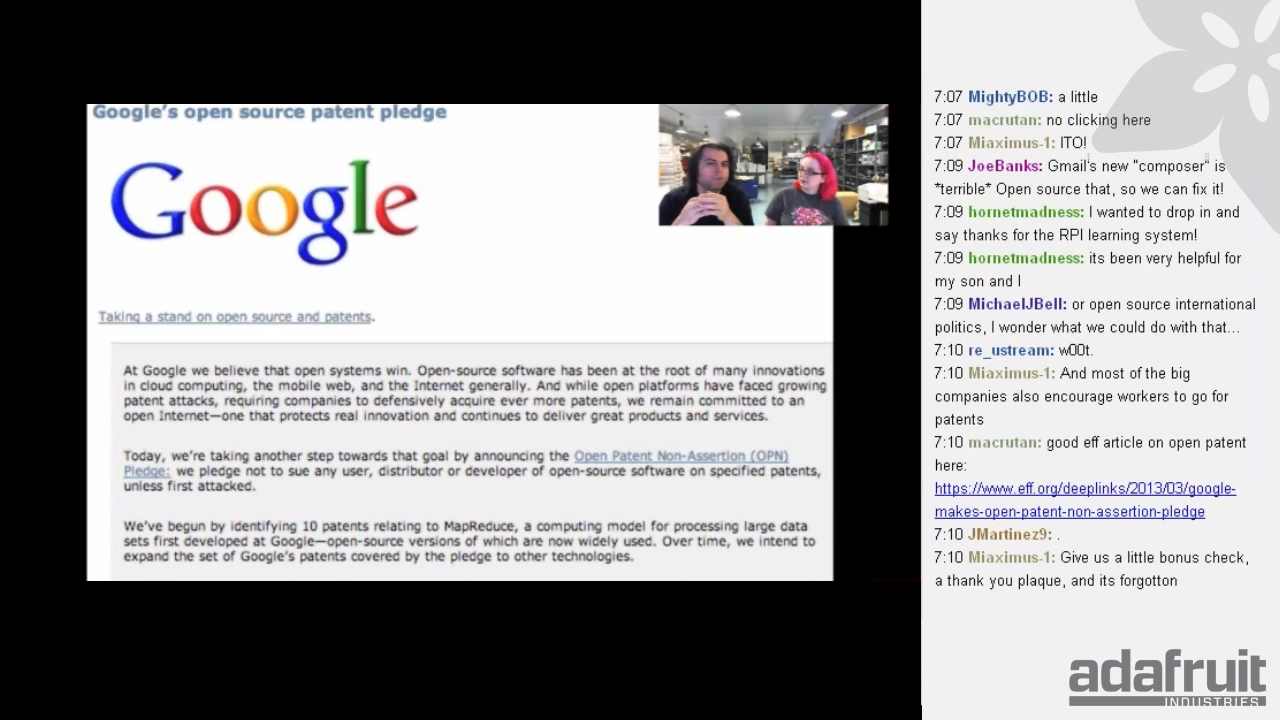 Google's open source patent pledge
Google
Taking a stand on open source and patents.
At Google we believe that open systems win. Open-source software has been at the root of many innovations
in cloud computing, the mobile web, and the Internet generally. And while open platforms have faced growing
patent attacks, requiring companies to defensively acquire ever more patents, we remain committed to an
open Internet—one that protects real innovation and continues to deliver great products and services.
Today, we're taking another step towards that goal by announcing the Open Patent Non-Assertion (OPN)
Pledge: we pledge not to sue any user, distributor or developer of open-source software on specified patents,
unless first attacked.
We've begun by identifying 10 patents relating to MapReduce, a computing model for processing large data
sets first developed at Google—open-source versions of which are now widely used. Over time, we intend to
expand the set of Google's patents covered by the pledge to other technologies.
7:07 MightyBOB: a little
7:07 macrutan: no clicking here
7:07 Miaximus-1: ITO!
7:09 JoeBanks: Gmail's new "composer" is
*terrible* Open source that, so we can fix it!
7:09 hornetmadness: I wanted to drop in and
say thanks for the RPI learning system!
7:09 hornetmadness: its been very helpful for
my son and I
7:09 MichaelJBell: or open source international
politics, I wonder what we could do with that...
7:10 re_ustream: w00t.
7:10 Miaximus-1: And most of the big
companies also encourage workers to go for
patents
7:10 macrutan: good eff article on open patent
here:
https://www.eff.org/deeplinks/2013/03/google-
makes-open-patent-non-assertion-pledge
7:10 JMartinez9: .
7:10 Miaximus-1: Give us a little bonus check,
a thank you plaque, and its forgotton
adafruit
INDUSTRIES